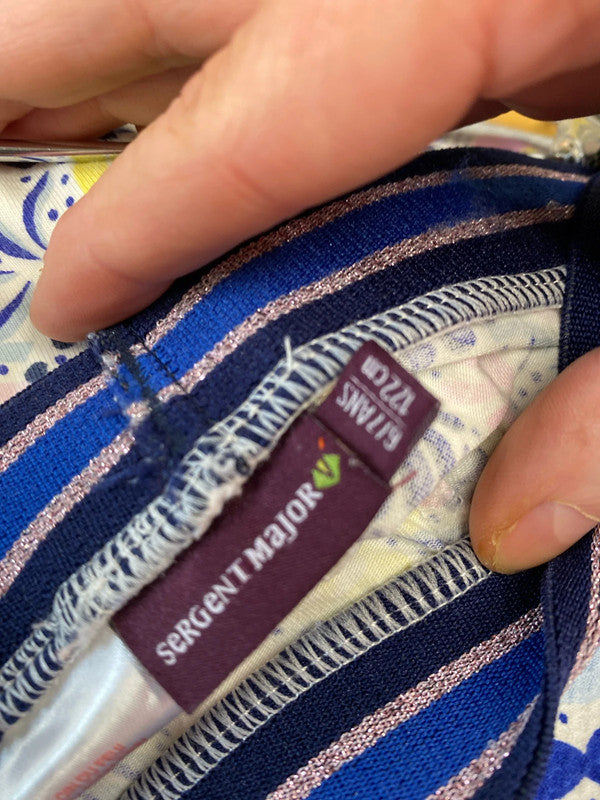 SERGENT MAJOR
6/7ANS
122CM